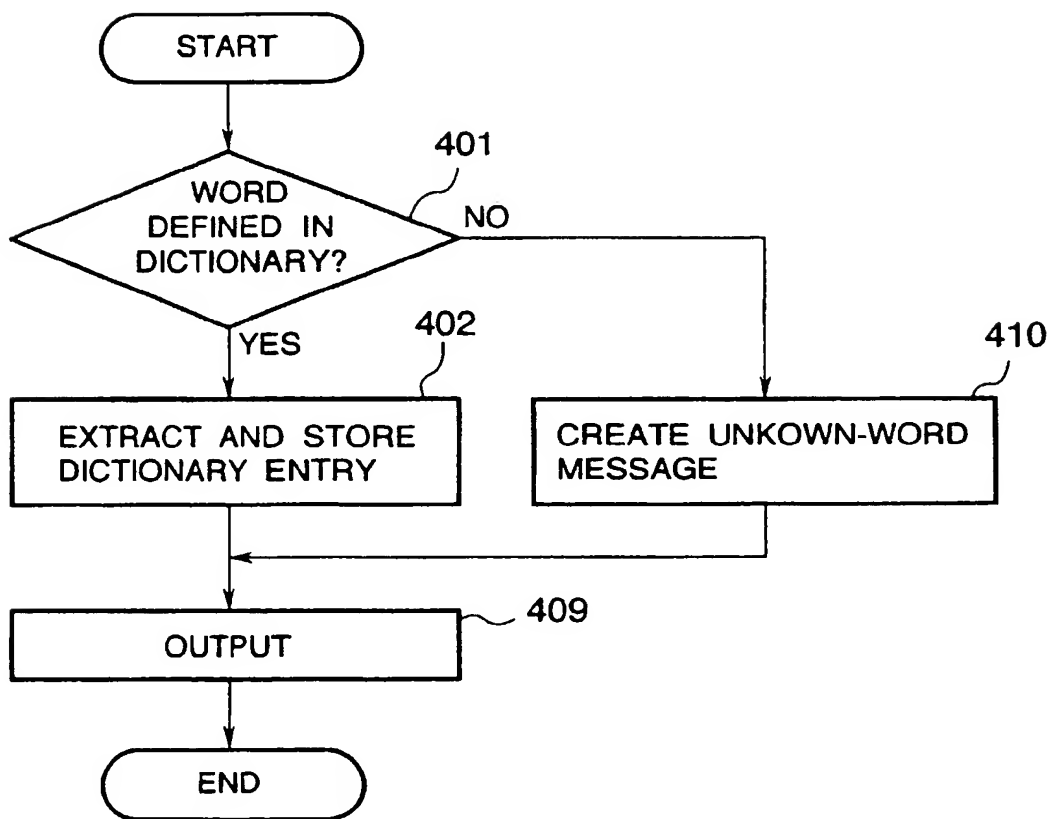 START
401
WORD
DEFINED IN
DICTIONARY?
NO
YES
402
410
EXTRACT AND STORE
DICTIONARY ENTRY
CREATE UNKOWN-WORD
MESSAGE
409
OUTPUT
END